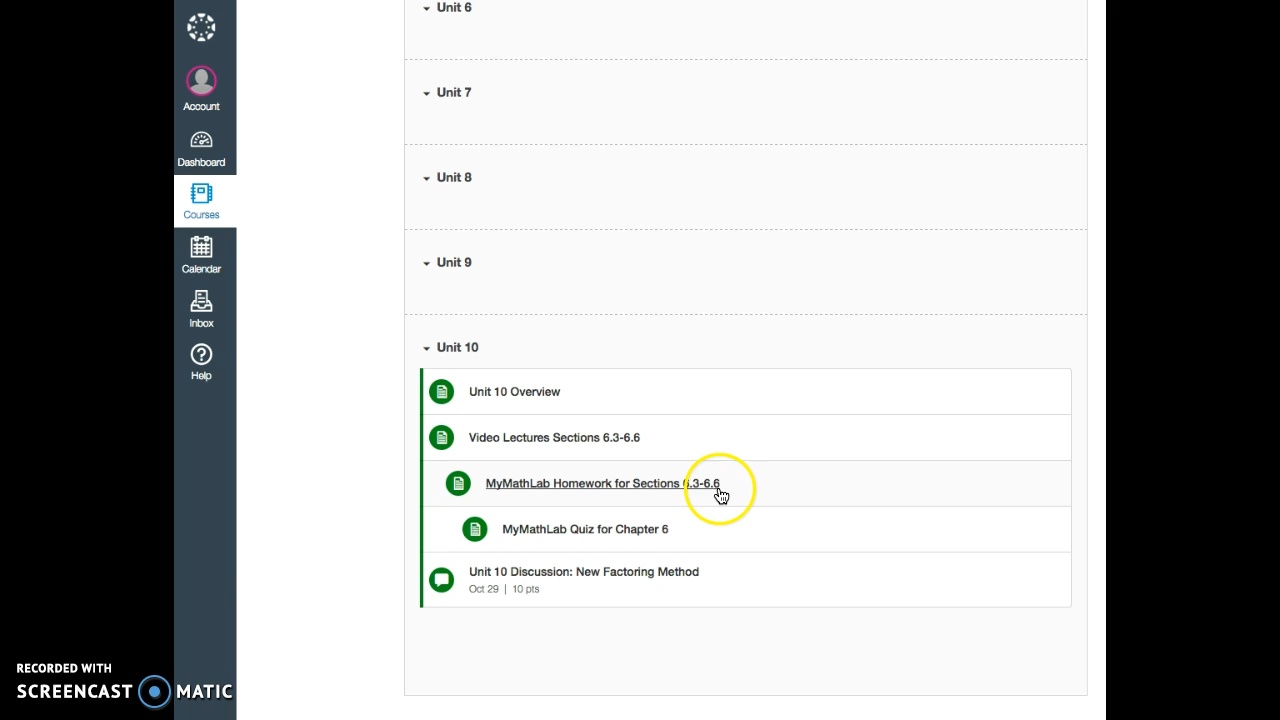 Account
Dashboard
Courses
Calendar
Inbox
Help
Unit 6
Unit 7
Unit 8
Unit 9
Unit 10
Unit 10 Overview
Video Lectures Sections 6.3-6.6
MyMathLab Homework for Sections 6.3-6.6
MyMathLab Quiz for Chapter 6
Unit 10 Discussion: New Factoring Method
Oct 29 | 10 pts
RECORDED WITH
SCREENCAST MATIC